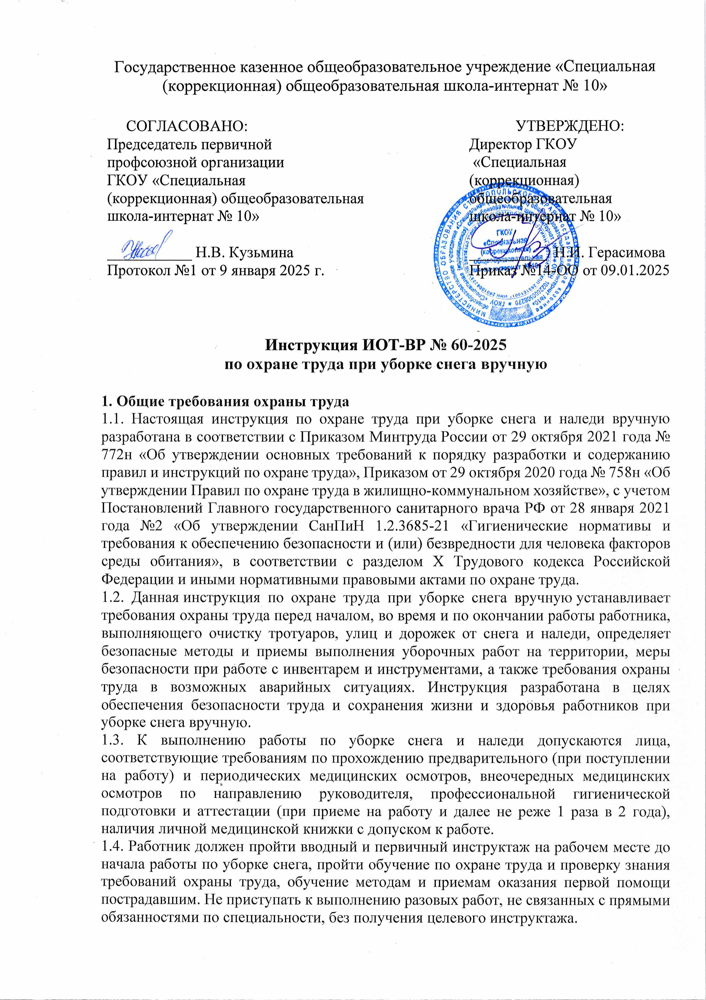 Государственное казенное общеобразовательное учреждение «Специальная
(коррекционная) общеобразовательная школа-интернат № 10»
СОГЛАСОВАНО:
Председатель первичной
профсоюзной организации
ГКОУ «Специальная
(коррекционная) общеобразовательная
школа-интернат № 10»
Н.В. Кузьмина
Протокол №1 от 9 января 2025 г.
УТВЕРЖДЕНО:
Директор ГКОУ
«Специальная
(коррекционная)
общеобразовательная
школа-интернат № 10»
Н.И. Герасимова
Приказ №14-ОО от 09.01.2025
ГКОУ
«Специальная
(коррекционная)
общеобразовательная
школа-интернат №10»
Инструкция ИОТ-ВР № 60-2025
по охране труда при уборке снега вручную
1. Общие требования охраны труда
1.1. Настоящая инструкция по охране труда при уборке снега и наледи вручную
разработана в соответствии с Приказом Минтруда России от 29 октября 2021 года №
772н «Об утверждении основных требований к порядку разработки и содержанию
правил и инструкций по охране труда», Приказом от 29 октября 2020 года № 758н «Об
утверждении Правил по охране труда в жилищно-коммунальном хозяйстве», с учетом
Постановлений Главного государственного санитарного врача РФ от 28 января 2021
года №2 «Об утверждении СанПиН 1.2.3685-21 «Гигиенические нормативы и
требования к обеспечению безопасности и (или) безвредности для человека факторов
среды обитания», в соответствии с разделом X Трудового кодекса Российской
Федерации и иными нормативными правовыми актами по охране труда.
1.2. Данная инструкция по охране труда при уборке снега вручную устанавливает
требования охраны труда перед началом, во время и по окончании работы работника,
выполняющего очистку тротуаров, улиц и дорожек от снега и наледи, определяет
безопасные методы и приемы выполнения уборочных работ на территории, меры
безопасности при работе с инвентарем и инструментами, а также требования охраны
труда в возможных аварийных ситуациях. Инструкция разработана в целях
обеспечения безопасности труда и сохранения жизни и здоровья работников при
уборке снега вручную.
1.3. К выполнению работы по уборке снега и наледи допускаются лица,
соответствующие требованиям по прохождению предварительного (при поступлении
на работу) и периодических медицинских осмотров, внеочередных медицинских
осмотров по направлению руководителя, профессиональной гигиенической
подготовки и аттестации (при приеме на работу и далее не реже 1 раза в 2 года),
наличия личной медицинской книжки с допуском к работе.
1.4. Работник должен пройти вводный и первичный инструктаж на рабочем месте до
начала работы по уборке снега, пройти обучение по охране труда и проверку знания
требований охраны труда, обучение методам и приемам оказания первой помощи
пострадавшим. Не приступать к выполнению разовых работ, не связанных с прямыми
обязанностями по специальности, без получения целевого инструктажа.